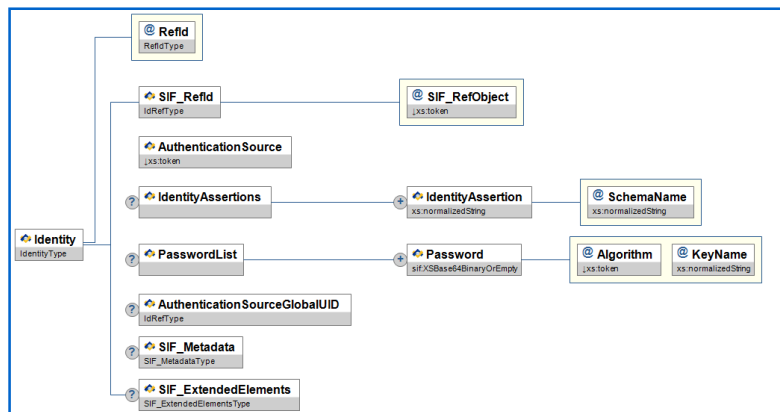 @ RefId
RefIdType
SIF_RefId
IdRefType
@ SIF_RefObject
↓xs:token
AuthenticationSource
↓xs:token
? IdentityAssertions
+ IdentityAssertion
xs:normalizedString
@ SchemaName
xs:normalizedString
Identity
IdentityType
? PasswordList
+ Password
sif:XSBase64BinaryOrEmpty
@ Algorithm
↓xs:token
@ KeyName
xs:normalizedString
? AuthenticationSourceGlobalUID
IdRefType
? SIF_Metadata
SIF_MetadataType
? SIF_ExtendedElements
SIF_ExtendedElementsType